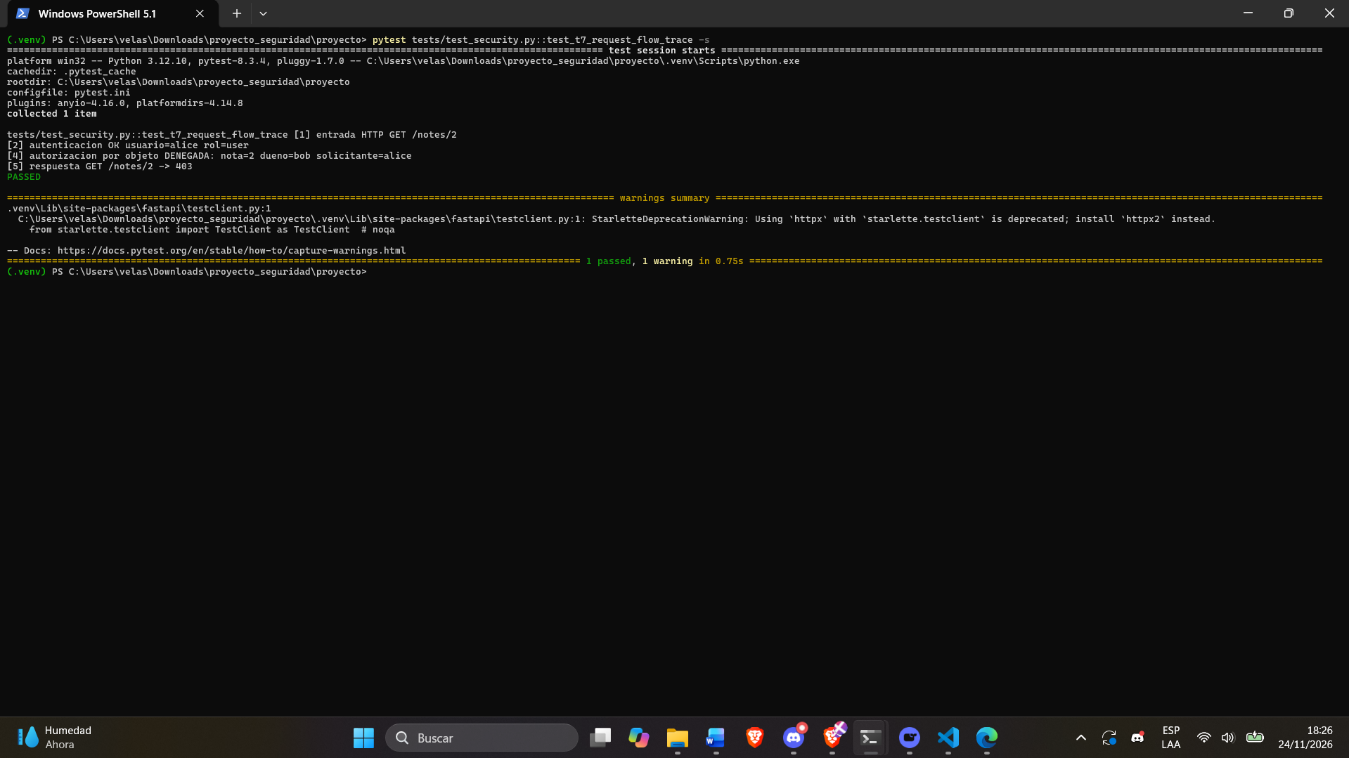 Windows PowerShell 5.1
(.venv) PS C:\Users\velas\Downloads\proyecto_seguridad\proyecto> pytest tests/test_security.py::test_t7_request_flow_trace -s
=========================================================================================================== test session starts ===========================================================================================================
platform win32 -- Python 3.12.10, pytest-8.3.4, pluggy-1.7.0 -- C:\Users\velas\Downloads\proyecto_seguridad\proyecto\.venv\Scripts\python.exe
cachedir: .pytest_cache
rootdir: C:\Users\velas\Downloads\proyecto_seguridad\proyecto
configfile: pytest.ini
plugins: anyio-4.16.0, platformdirs-4.14.8
collected 1 item
tests/test_security.py::test_t7_request_flow_trace [1] entrada HTTP GET /notes/2
[2] autenticacion OK usuario=alice rol=user
[4] autorizacion por objeto DENEGADA: nota=2 dueno=bob solicitante=alice
[5] respuesta GET /notes/2 -> 403
PASSED
============================================================================================================= warnings summary =============================================================================================================
.venv\Lib\site-packages\fastapi\testclient.py:1
C:\Users\velas\Downloads\proyecto_seguridad\proyecto\.venv\Lib\site-packages\fastapi\testclient.py:1: StarletteDeprecationWarning: Using `httpx` with `starlette.testclient` is deprecated; install `httpx2` instead.
from starlette.testclient import TestClient as TestClient  # noqa
-- Docs: https://docs.pytest.org/en/stable/how-to/capture-warnings.html
======================================================================================================= 1 passed, 1 warning in 0.75s =======================================================================================================
(.venv) PS C:\Users\velas\Downloads\proyecto_seguridad\proyecto>
Humedad
Ahora
Buscar
ESP
LAA
18:26
24/11/2026